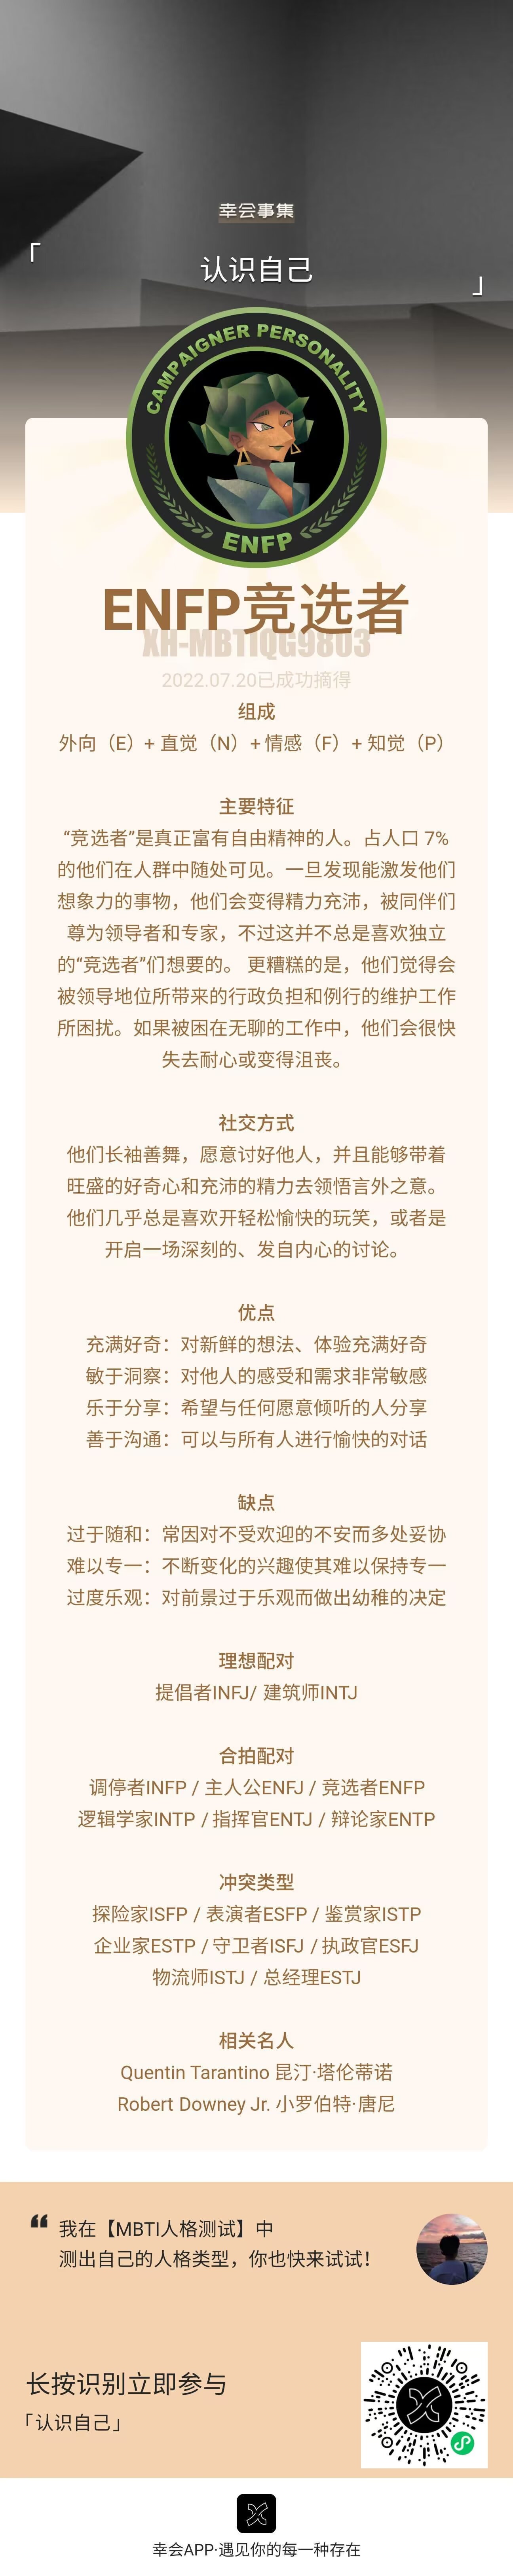 幸会事集
「
认识自己
」
CAMPAIGNER PERSONALITY
ENFP
ENFP竞选者
XH-MBTIQG9803
2022.07.20已成功摘得
组成
外向（E）+ 直觉（N）+ 情感（F）+ 知觉（P）
主要特征
“竞选者”是真正富有自由精神的人。占人口 7%
的他们在人群中随处可见。一旦发现能激发他们
想象力的事物，他们会变得精力充沛，被同伴们
尊为领导者和专家，不过这并不总是喜欢独立
的“竞选者”们想要的。 更糟糕的是，他们觉得会
被领导地位所带来的行政负担和例行的维护工作
所困扰。如果被困在无聊的工作中，他们会很快
失去耐心或变得沮丧。
社交方式
他们长袖善舞，愿意讨好他人，并且能够带着
旺盛的好奇心和充沛的精力去领悟言外之意。
他们几乎总是喜欢开轻松愉快的玩笑，或者是
开启一场深刻的、发自内心的讨论。
优点
充满好奇：对新鲜的想法、体验充满好奇
敏于洞察：对他人的感受和需求非常敏感
乐于分享：希望与任何愿意倾听的人分享
善于沟通：可以与所有人进行愉快的对话
缺点
过于随和：常因对不受欢迎的不安而多处妥协
难以专一：不断变化的兴趣使其难以保持专一
过度乐观：对前景过于乐观而做出幼稚的决定
理想配对
提倡者INFJ/ 建筑师INTJ
合拍配对
调停者INFP / 主人公ENFJ / 竞选者ENFP
逻辑学家INTP / 指挥官ENTJ / 辩论家ENTP
冲突类型
探险家ISFP / 表演者ESFP / 鉴赏家ISTP
企业家ESTP / 守卫者ISFJ / 执政官ESFJ
物流师ISTJ / 总经理ESTJ
相关名人
Quentin Tarantino 昆汀·塔伦蒂诺
Robert Downey Jr. 小罗伯特·唐尼
“ 我在【MBTI人格测试】中
测出自己的人格类型，你也快来试试！
长按识别立即参与
「认识自己」
幸会APP·遇见你的每一种存在